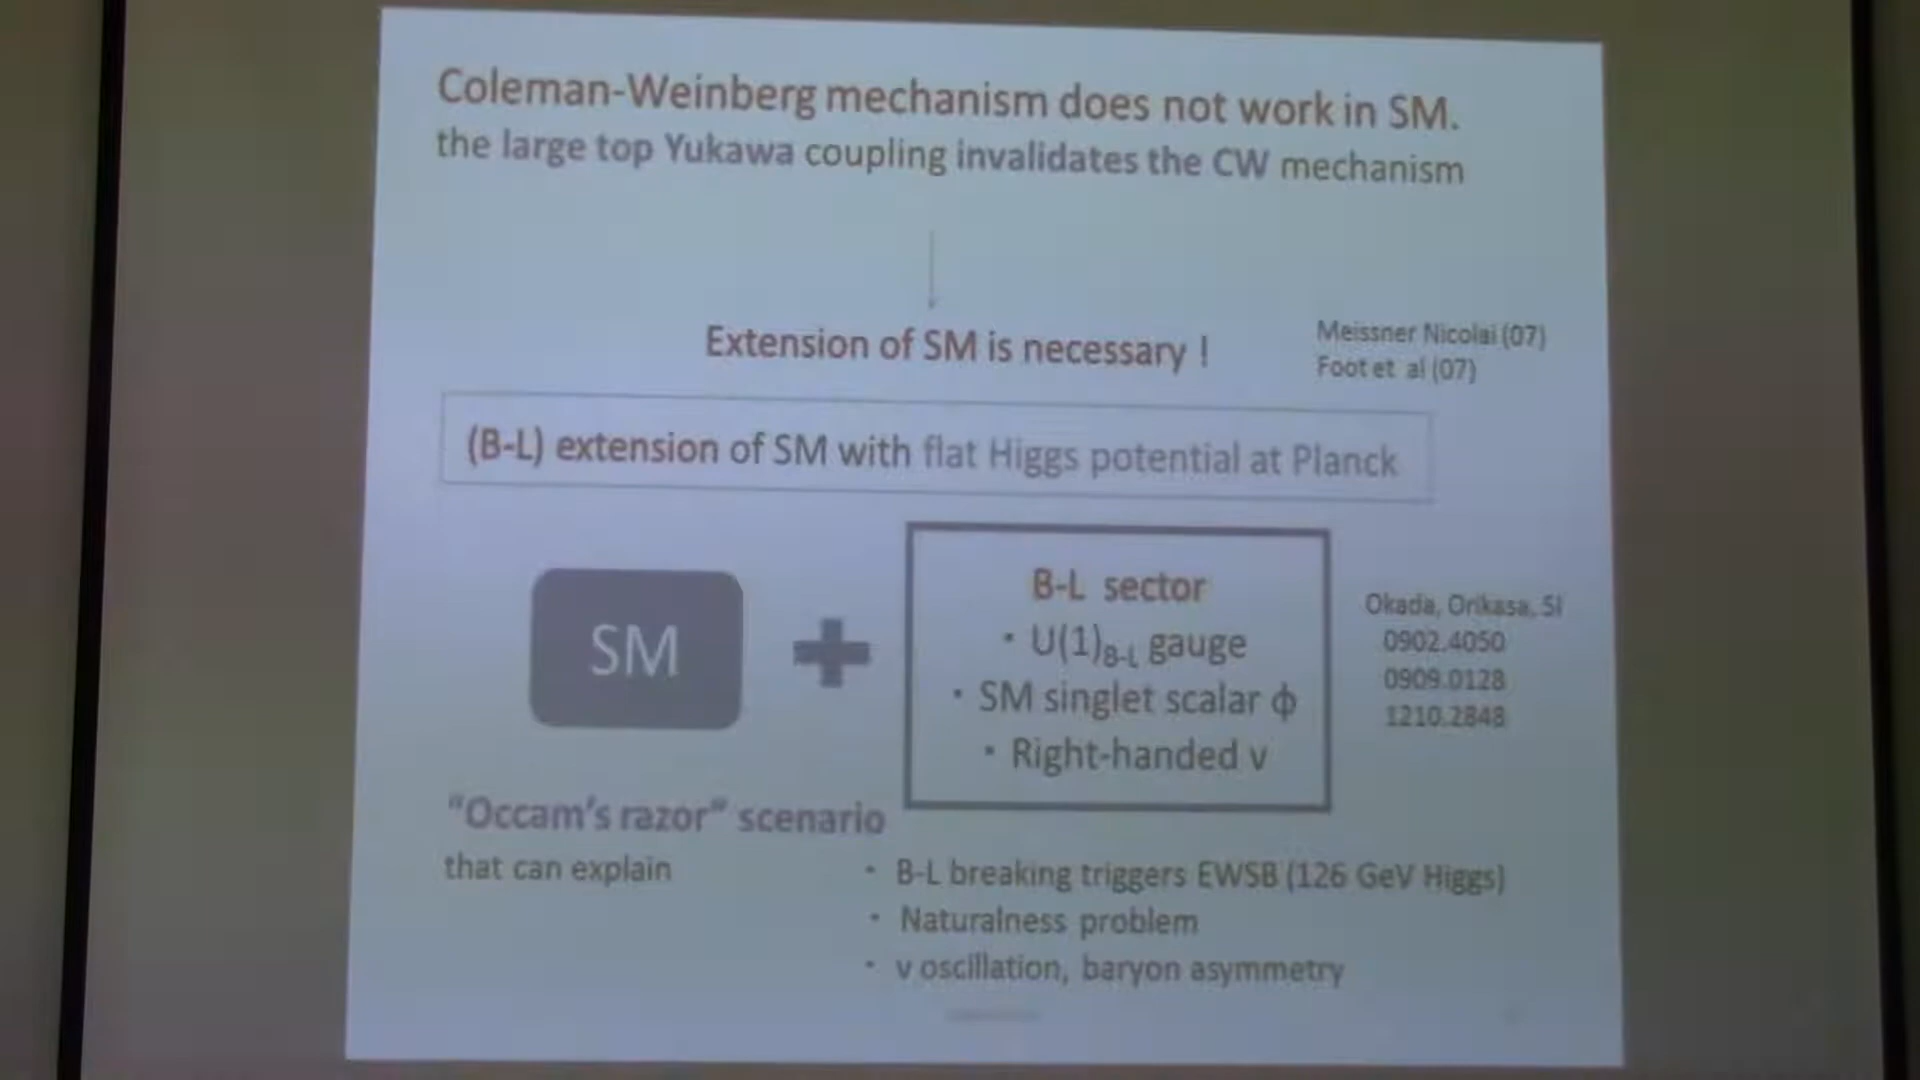 Coleman-Weinberg mechanism does not work in SM.
the large top Yukawa coupling invalidates the CW mechanism
Extension of SM is necessary !
Meissner Nicolai (07)
Foot et al (07)
(B-L) extension of SM with flat Higgs potential at Planck
SM
B-L sector
・U(1)B-L gauge
・SM singlet scalar ϕ
・Right-handed ν
Okada, Orikasa, SI
0902.4050
0909.0128
1210.2848
“Occam’s razor” scenario
that can explain
・B-L breaking triggers EWSB (126 GeV Higgs)
・Naturalness problem
・ν oscillation, baryon asymmetry